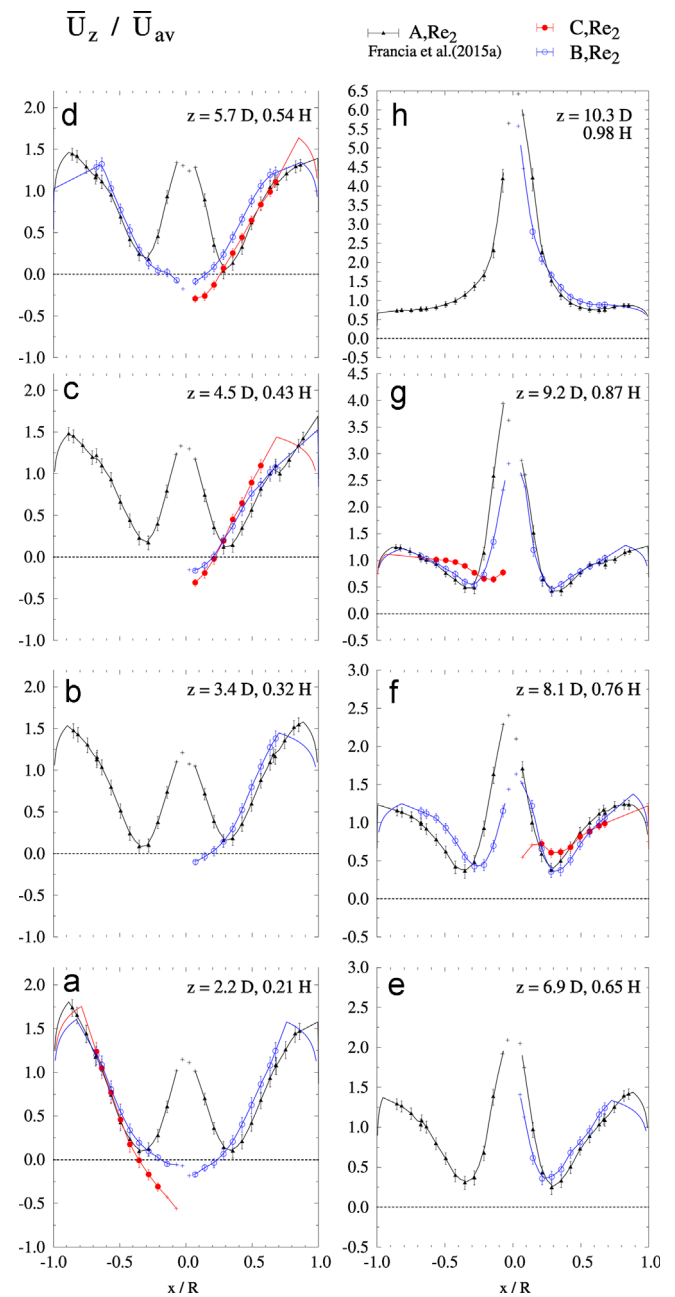 U̅z / U̅av
A,Re2
Francia et al.(2015a)
C,Re2
B,Re2
d
z = 5.7 D, 0.54 H
2.0
1.5
1.0
0.5
0.0
-0.5
-1.0
h
z = 10.3 D
0.98 H
6.5
6.0
5.5
5.0
4.5
4.0
3.5
3.0
2.5
2.0
1.5
1.0
0.5
0.0
-0.5
c
z = 4.5 D, 0.43 H
2.0
1.5
1.0
0.5
0.0
-0.5
-1.0
g
z = 9.2 D, 0.87 H
4.5
4.0
3.5
3.0
2.5
2.0
1.5
1.0
0.5
0.0
-0.5
b
z = 3.4 D, 0.32 H
2.0
1.5
1.0
0.5
0.0
-0.5
-1.0
f
z = 8.1 D, 0.76 H
3.0
2.5
2.0
1.5
1.0
0.5
0.0
-0.5
a
z = 2.2 D, 0.21 H
2.0
1.5
1.0
0.5
0.0
-0.5
-1.0
-1.0 -0.5 0.0 0.5 1.0
x / R
e
z = 6.9 D, 0.65 H
3.0
2.5
2.0
1.5
1.0
0.5
0.0
-0.5
-1.0 -0.5 0.0 0.5 1.0
x / R